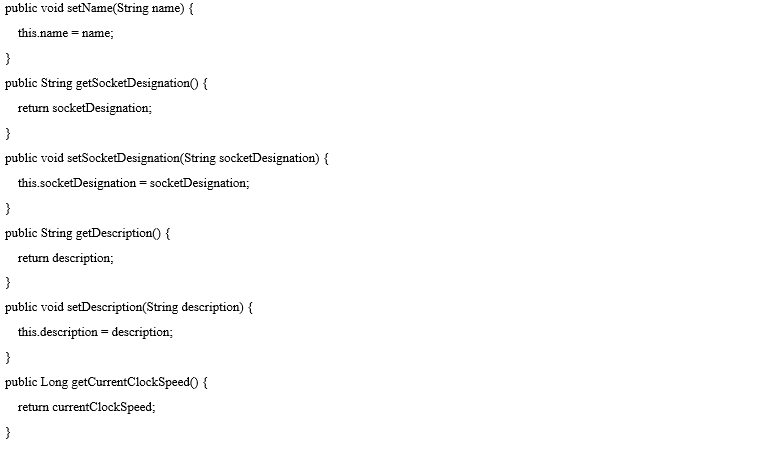 public void setName(String name) {
this.name = name;
}
public String getSocketDesignation() {
return socketDesignation;
}
public void setSocketDesignation(String socketDesignation) {
this.socketDesignation = socketDesignation;
}
public String getDescription() {
return description;
}
public void setDescription(String description) {
this.description = description;
}
public Long getCurrentClockSpeed() {
return currentClockSpeed;
}